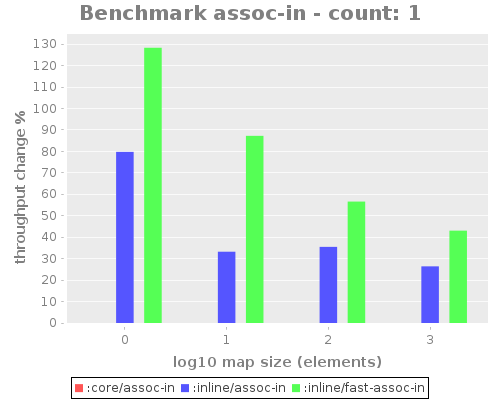 Benchmark assoc-in - count: 1
throughput change %
130
120
110
100
90
80
70
60
50
40
30
20
10
0
0 1 2 3
log10 map size (elements)
:core/assoc-in :inline/assoc-in :inline/fast-assoc-in